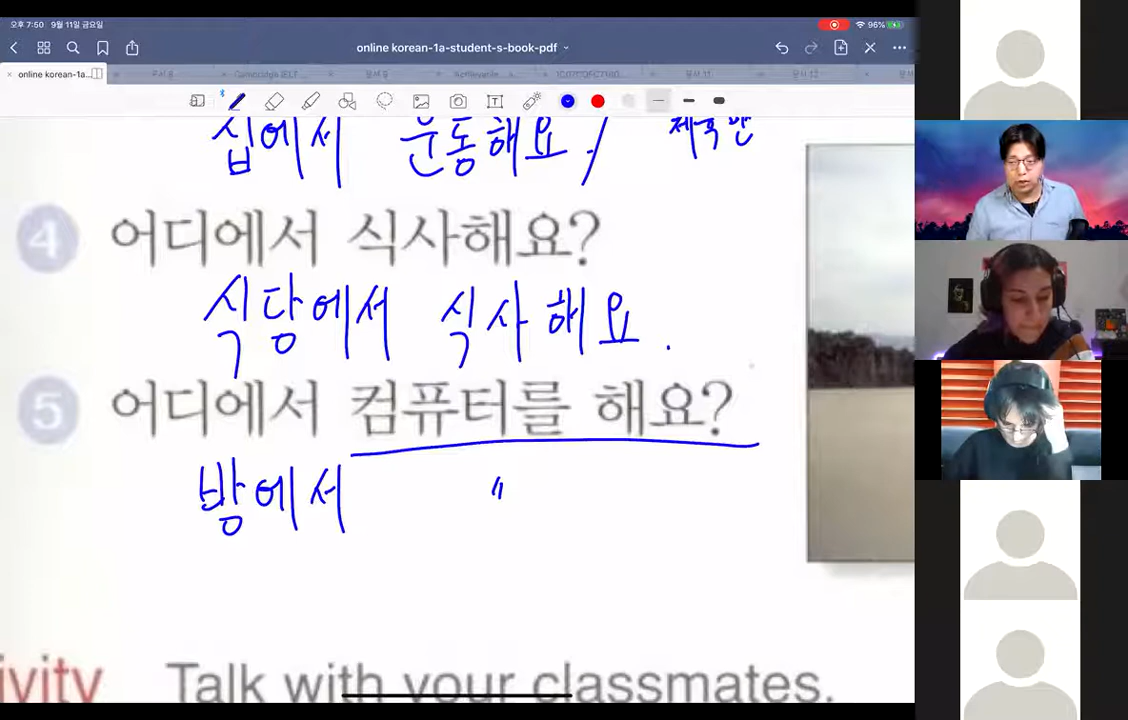 오후 7:50 9월 11일 금요일
96%
online korean-1a-student-s-book-pdf
online korean-1a...
집에서 운동해요. /
4 어디에서 식사해요?
식당에서 식사해요.
5 어디에서 컴퓨터를 해요?
방에서 〃
ivity Talk with your classmates.